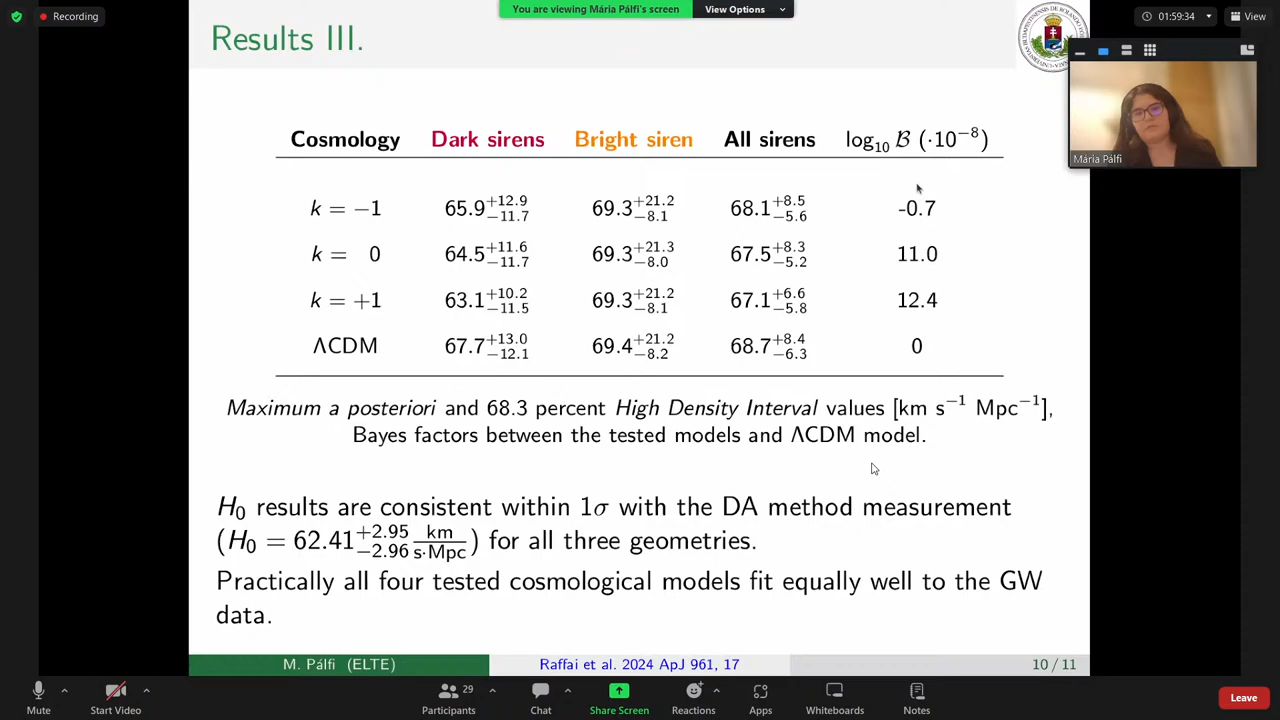 Recording
You are viewing Mária Pálfi's screen
View Options
01:59:34
View
Results III.
Mária Pálfi
Cosmology Dark sirens Bright siren All sirens log₁₀ ℬ (·10⁻⁸)
k = −1 65.9+12.9−11.7 69.3+21.2−8.1 68.1+8.5−5.6 -0.7
k = 0 64.5+11.6−11.7 69.3+21.3−8.0 67.5+8.3−5.2 11.0
k = +1 63.1+10.2−11.5 69.3+21.2−8.1 67.1+6.6−5.8 12.4
ΛCDM 67.7+13.0−12.1 69.4+21.2−8.2 68.7+8.4−6.3 0
Maximum a posteriori and 68.3 percent High Density Interval values [km s⁻¹ Mpc⁻¹],
Bayes factors between the tested models and ΛCDM model.
H₀ results are consistent within 1σ with the DA method measurement
(H₀ = 62.41+2.95−2.96 km/s·Mpc) for all three geometries.
Practically all four tested cosmological models fit equally well to the GW
data.
M. Pálfi (ELTE) Raffai et al. 2024 ApJ 961, 17 10 / 11
Mute
Start Video
Participants 29
Chat
Share Screen
Reactions
Apps
Whiteboards
Notes
Leave